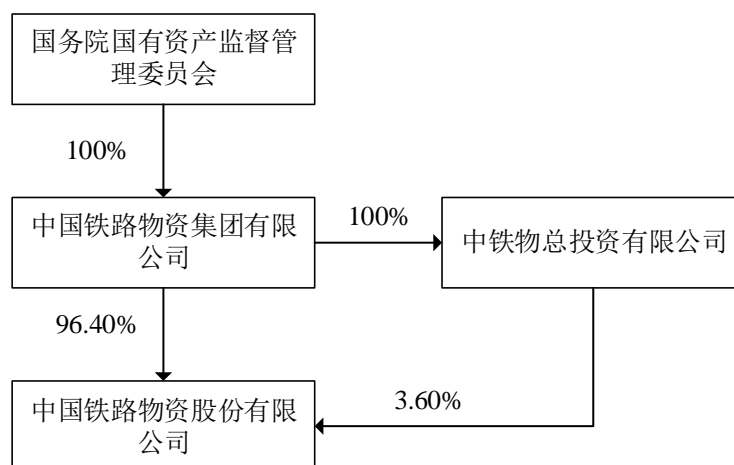 国务院国有资产监督管
理委员会
100%
中国铁路物资集团有限
公司
100%
中铁物总投资有限公司
96.40%
3.60%
中国铁路物资股份有限
公司